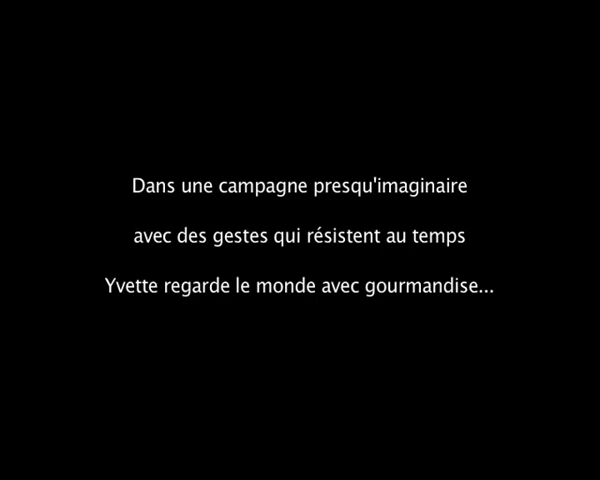 Dans une campagne presqu'imaginaire
avec des gestes qui résistent au temps
Yvette regarde le monde avec gourmandise...